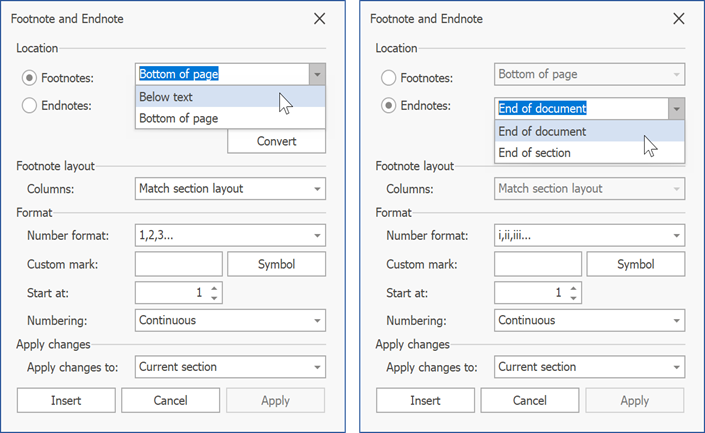 Footnote and Endnote
Location
Footnotes:
Bottom of page
Below text
Endnotes:
Bottom of page
Convert
Footnote layout
Columns:
Match section layout
Format
Number format:
1,2,3...
Custom mark:
Symbol
Start at:
1
Numbering:
Continuous
Apply changes
Apply changes to:
Current section
Insert
Cancel
Apply
Footnote and Endnote
Location
Footnotes:
Bottom of page
Endnotes:
End of document
End of document
End of section
Footnote layout
Columns:
Match section layout
Format
Number format:
i,ii,iii...
Custom mark:
Symbol
Start at:
1
Numbering:
Continuous
Apply changes
Apply changes to:
Current section
Insert
Cancel
Apply